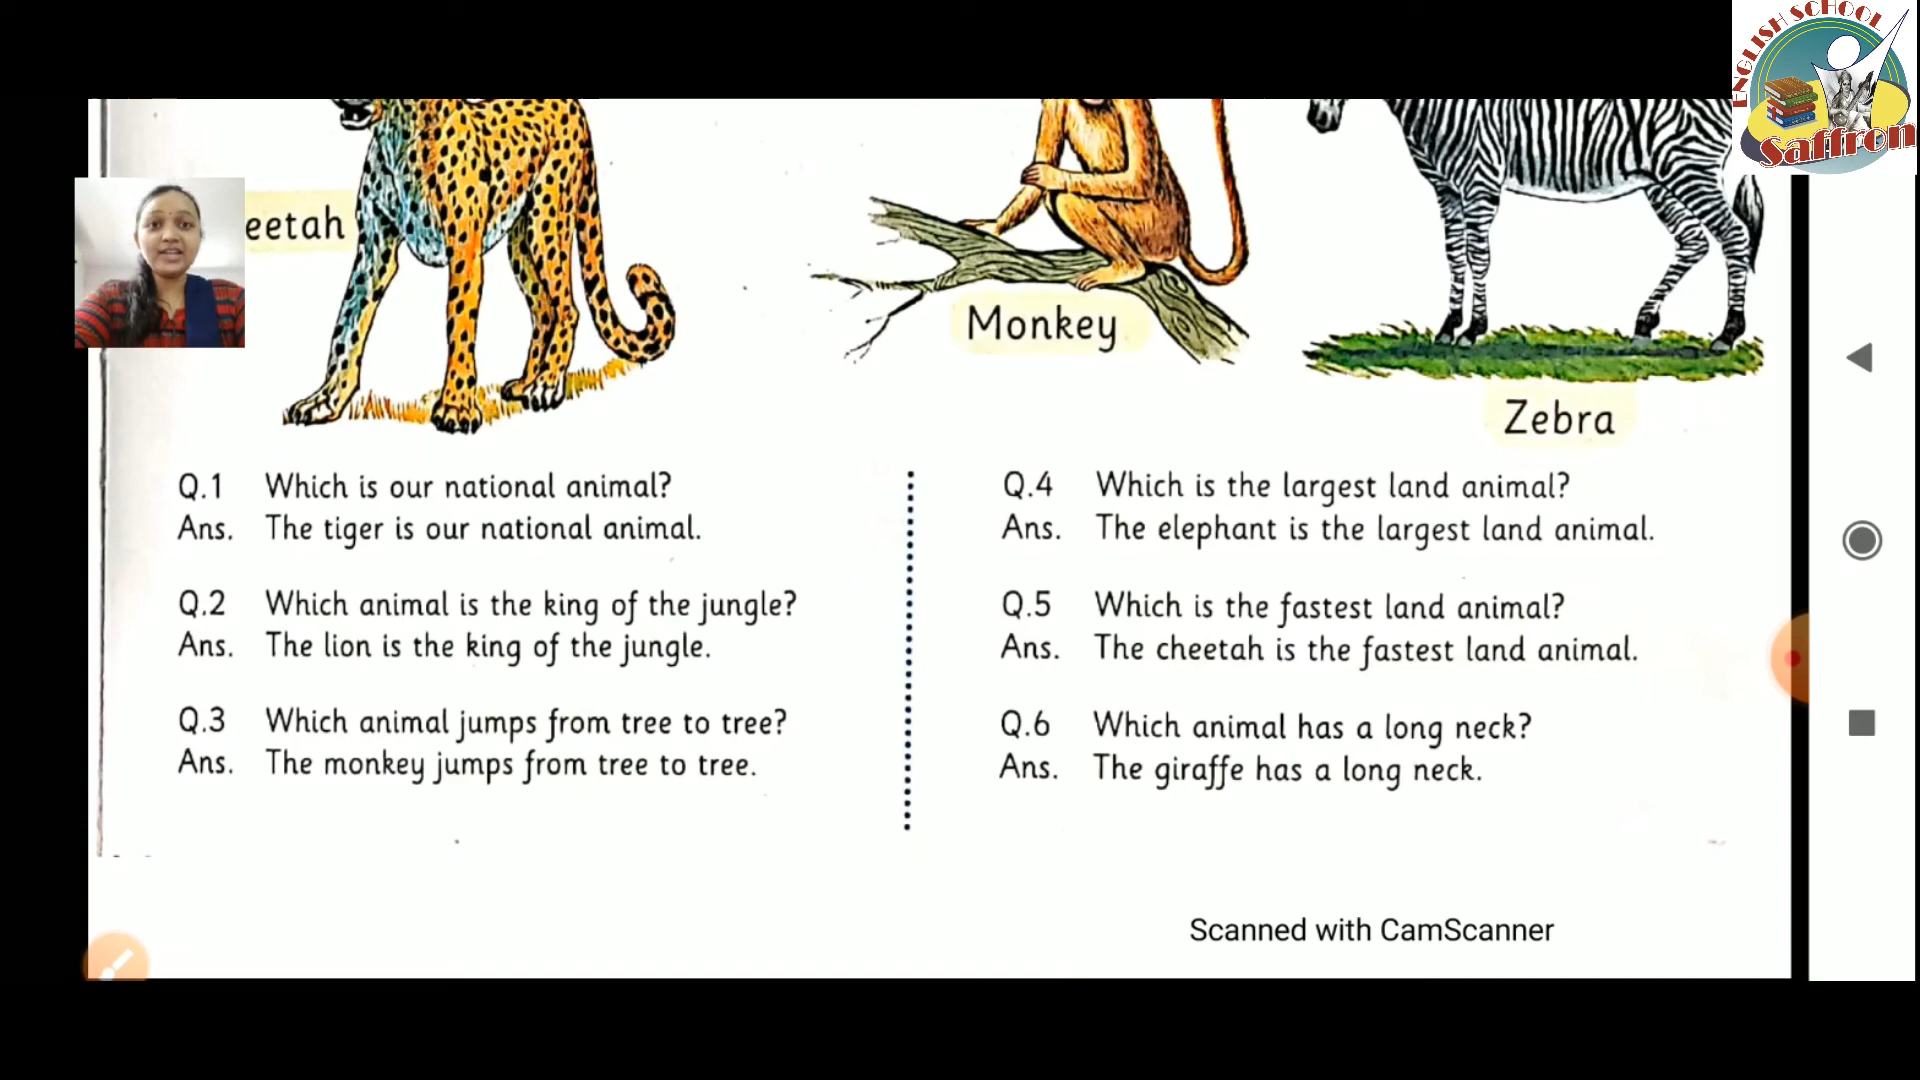 ENGLISH SCHOOL
Saffron
eetah
Monkey
Zebra
Q.1 Which is our national animal?
Ans. The tiger is our national animal.
Q.2 Which animal is the king of the jungle?
Ans. The lion is the king of the jungle.
Q.3 Which animal jumps from tree to tree?
Ans. The monkey jumps from tree to tree.
Q.4 Which is the largest land animal?
Ans. The elephant is the largest land animal.
Q.5 Which is the fastest land animal?
Ans. The cheetah is the fastest land animal.
Q.6 Which animal has a long neck?
Ans. The giraffe has a long neck.
Scanned with CamScanner